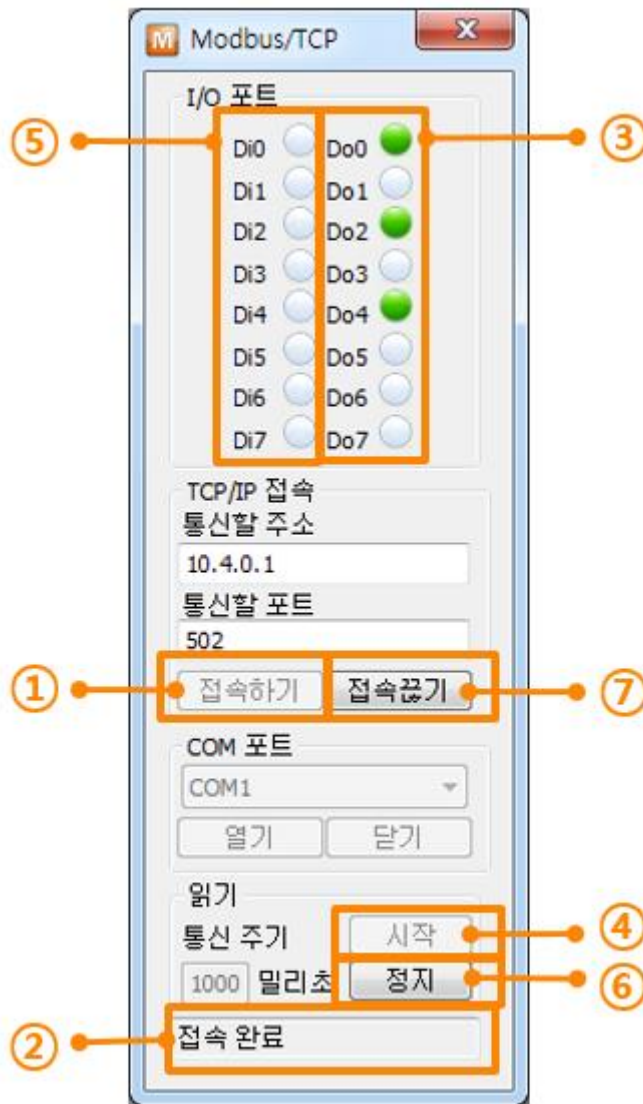 M Modbus/TCP X
I/O 포트
⑤ ③
Di0 Do0
Di1 Do1
Di2 Do2
Di3 Do3
Di4 Do4
Di5 Do5
Di6 Do6
Di7 Do7
TCP/IP 접속
통신할 주소
10.4.0.1
통신할 포트
502
① 접속하기 접속끊기 ⑦
COM 포트
COM1
열기 닫기
읽기
통신 주기 시작 ④
1000 밀리초 정지 ⑥
② 접속 완료